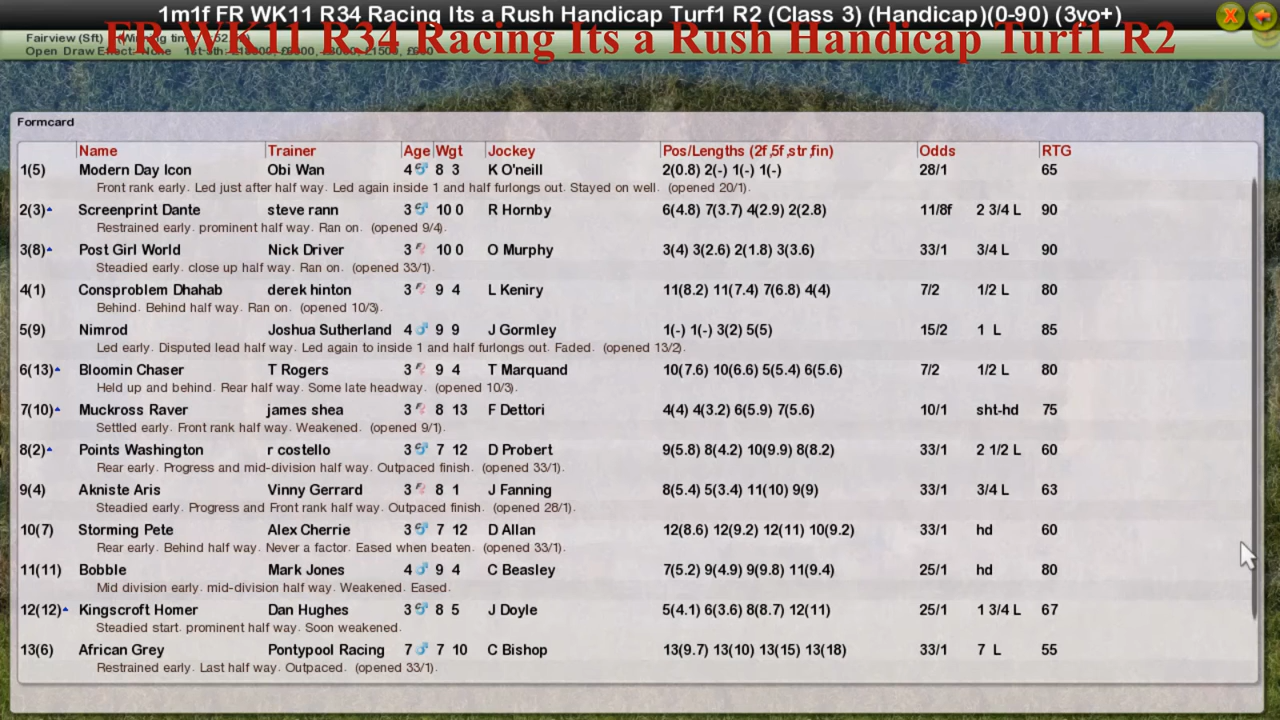 1m1f FR WK11 R34 Racing Its a Rush Handicap Turf1 R2 (Class 3) (Handicap)(0-90) (3yo+)
FR WK11 R34 Racing Its a Rush Handicap Turf1 R2
Fairview (Sft)
Open Draw Effect: None
Formcard
Name Trainer Age Wgt Jockey Pos/Lengths (2f,5f,str,fin) Odds RTG
1(5) Modern Day Icon Obi Wan 4 8 3 K O'neill 2(0.8) 2(-) 1(-) 1(-) 28/1 65
Front rank early. Led just after half way. Led again inside 1 and half furlongs out. Stayed on well. (opened 20/1).
2(3) Screenprint Dante steve rann 3 10 0 R Hornby 6(4.8) 7(3.7) 4(2.9) 2(2.8) 11/8f 2 3/4 L 90
Restrained early. prominent half way. Ran on. (opened 9/4).
3(8) Post Girl World Nick Driver 3 10 0 O Murphy 3(4) 3(2.6) 2(1.8) 3(3.6) 33/1 3/4 L 90
Steadied early. close up half way. Ran on. (opened 33/1).
4(1) Consproblem Dhahab derek hinton 3 9 4 L Keniry 11(8.2) 11(7.4) 7(6.8) 4(4) 7/2 1/2 L 80
Behind. Behind half way. Ran on. (opened 10/3).
5(9) Nimrod Joshua Sutherland 4 9 9 J Gormley 1(-) 1(-) 3(2) 5(5) 15/2 1 L 85
Led early. Disputed lead half way. Led again to inside 1 and half furlongs out. Faded. (opened 13/2).
6(13) Bloomin Chaser T Rogers 3 9 4 T Marquand 10(7.6) 10(6.6) 5(5.4) 6(5.6) 7/2 1/2 L 80
Held up and behind. Rear half way. Some late headway. (opened 10/3).
7(10) Muckross Raver james shea 3 8 13 F Dettori 4(4) 4(3.2) 6(5.9) 7(5.6) 10/1 sht-hd 75
Settled early. Front rank half way. Weakened. (opened 9/1).
8(2) Points Washington r costello 3 7 12 D Probert 9(5.8) 8(4.2) 10(9.9) 8(8.2) 33/1 2 1/2 L 60
Rear early. Progress and mid-division half way. Outpaced finish. (opened 33/1).
9(4) Akniste Aris Vinny Gerrard 3 8 1 J Fanning 8(5.4) 5(3.4) 11(10) 9(9) 33/1 3/4 L 63
Steadied early. Progress and Front rank half way. Outpaced finish. (opened 28/1).
10(7) Storming Pete Alex Cherrie 3 7 12 D Allan 12(8.6) 12(9.2) 12(11) 10(9.2) 33/1 hd 60
Rear early. Behind half way. Never a factor. Eased when beaten. (opened 33/1).
11(11) Bobble Mark Jones 4 9 4 C Beasley 7(5.2) 9(4.9) 9(9.8) 11(9.4) 25/1 hd 80
Mid division early. mid-division half way. Weakened. Eased.
12(12) Kingscroft Homer Dan Hughes 3 8 5 J Doyle 5(4.1) 6(3.6) 8(8.7) 12(11) 25/1 1 3/4 L 67
Steadied start. prominent half way. Soon weakened.
13(6) African Grey Pontypool Racing 7 7 10 C Bishop 13(9.7) 13(10) 13(15) 13(18) 33/1 7 L 55
Restrained early. Last half way. Outpaced. (opened 33/1).